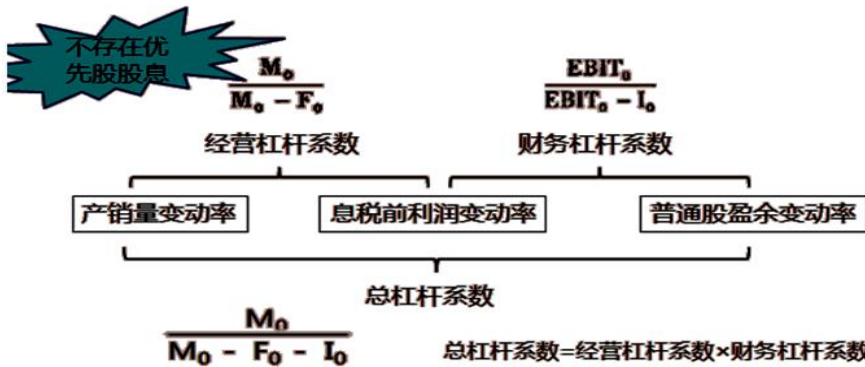 不存在优
先股股息
M₀
M₀ - F₀
EBIT₀
EBIT₀ - I₀
经营杠杆系数
财务杠杆系数
产销量变动率
息税前利润变动率
普通股盈余变动率
总杠杆系数
M₀
M₀ - F₀ - I₀
总杠杆系数=经营杠杆系数×财务杠杆系数